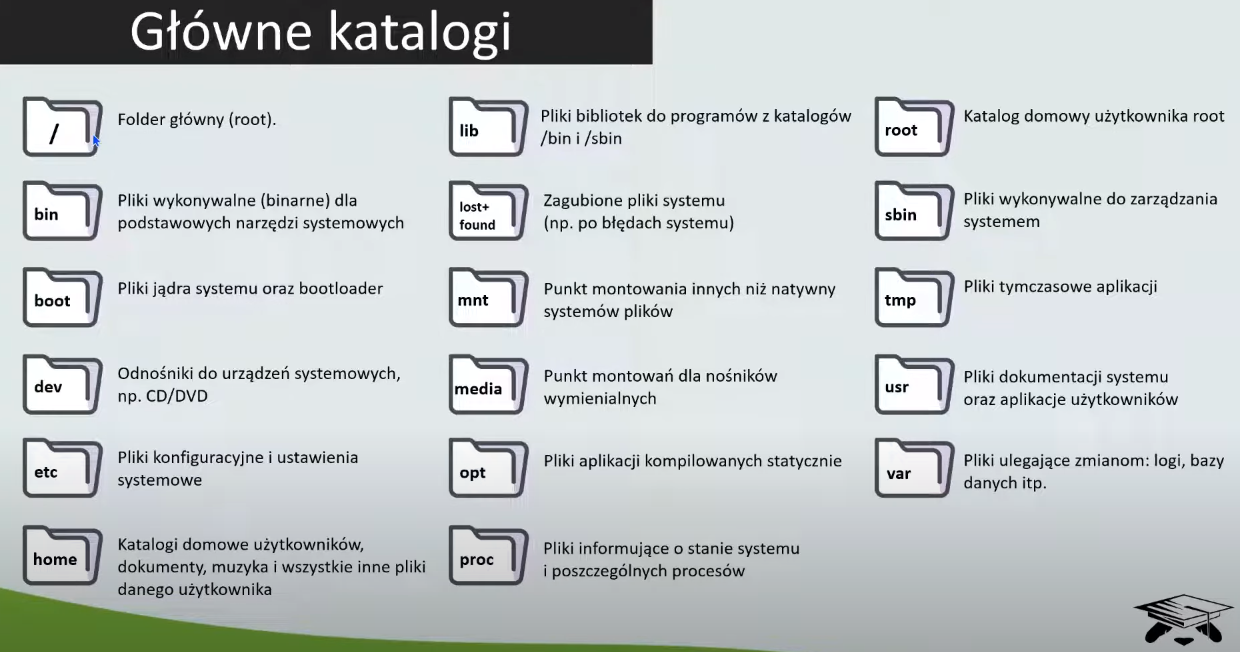 Główne katalogi
/
Folder główny (root).
bin
Pliki wykonywalne (binarne) dla
podstawowych narzędzi systemowych
boot
Pliki jądra systemu oraz bootloader
dev
Odnośniki do urządzeń systemowych,
np. CD/DVD
etc
Pliki konfiguracyjne i ustawienia
systemowe
home
Katalogi domowe użytkowników,
dokumenty, muzyka i wszystkie inne pliki
danego użytkownika
lib
Pliki bibliotek do programów z katalogów
/bin i /sbin
lost+
found
Zagubione pliki systemu
(np. po błędach systemu)
mnt
Punkt montowania innych niż natywny
systemów plików
media
Punkt montowań dla nośników
wymienialnych
opt
Pliki aplikacji kompilowanych statycznie
proc
Pliki informujące o stanie systemu
i poszczególnych procesów
root
Katalog domowy użytkownika root
sbin
Pliki wykonywalne do zarządzania
systemem
tmp
Pliki tymczasowe aplikacji
usr
Pliki dokumentacji systemu
oraz aplikacje użytkowników
var
Pliki ulegające zmianom: logi, bazy
danych itp.